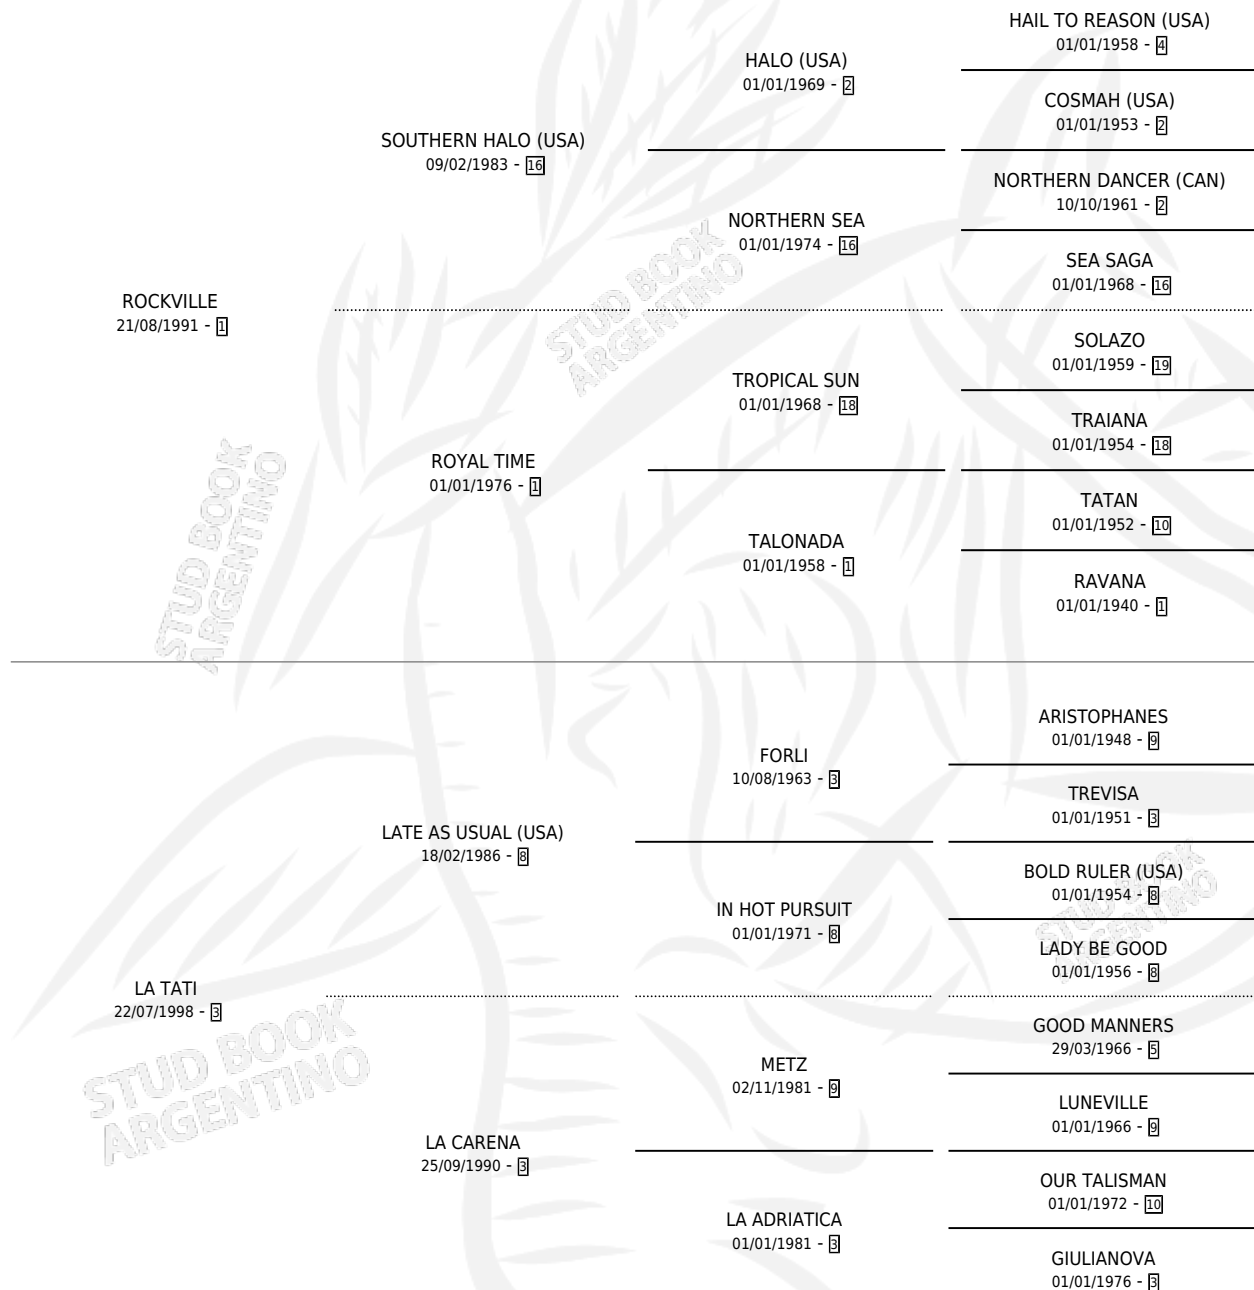 HAIL TO REASON (USA)
01/01/1958 - 4
HALO (USA)
01/01/1969 - 2
COSMAH (USA)
01/01/1953 - 2
SOUTHERN HALO (USA)
09/02/1983 - 16
NORTHERN DANCER (CAN)
10/10/1961 - 2
NORTHERN SEA
01/01/1974 - 16
SEA SAGA
01/01/1968 - 16
ROCKVILLE
21/08/1991 - 1
SOLAZO
01/01/1959 - 19
TROPICAL SUN
01/01/1968 - 18
TRAIANA
01/01/1954 - 18
ROYAL TIME
01/01/1976 - 1
TATAN
01/01/1952 - 10
TALONADA
01/01/1958 - 1
RAVANA
01/01/1940 - 1
ARISTOPHANES
01/01/1948 - 9
FORLI
10/08/1963 - 3
TREVISA
01/01/1951 - 3
LATE AS USUAL (USA)
18/02/1986 - 8
BOLD RULER (USA)
01/01/1954 - 8
IN HOT PURSUIT
01/01/1971 - 8
LADY BE GOOD
01/01/1956 - 8
LA TATI
22/07/1998 - 3
GOOD MANNERS
29/03/1966 - 5
METZ
02/11/1981 - 9
LUNEVILLE
01/01/1966 - 9
LA CARENA
25/09/1990 - 3
OUR TALISMAN
01/01/1972 - 10
LA ADRIATICA
01/01/1981 - 3
GIULIANOVA
01/01/1976 - 3
STUD BOOK
ARGENTINO
STUD BOOK
ARGENTINO
STUD BOOK
ARGENTINO
STUD BOOK
ARGENTINO